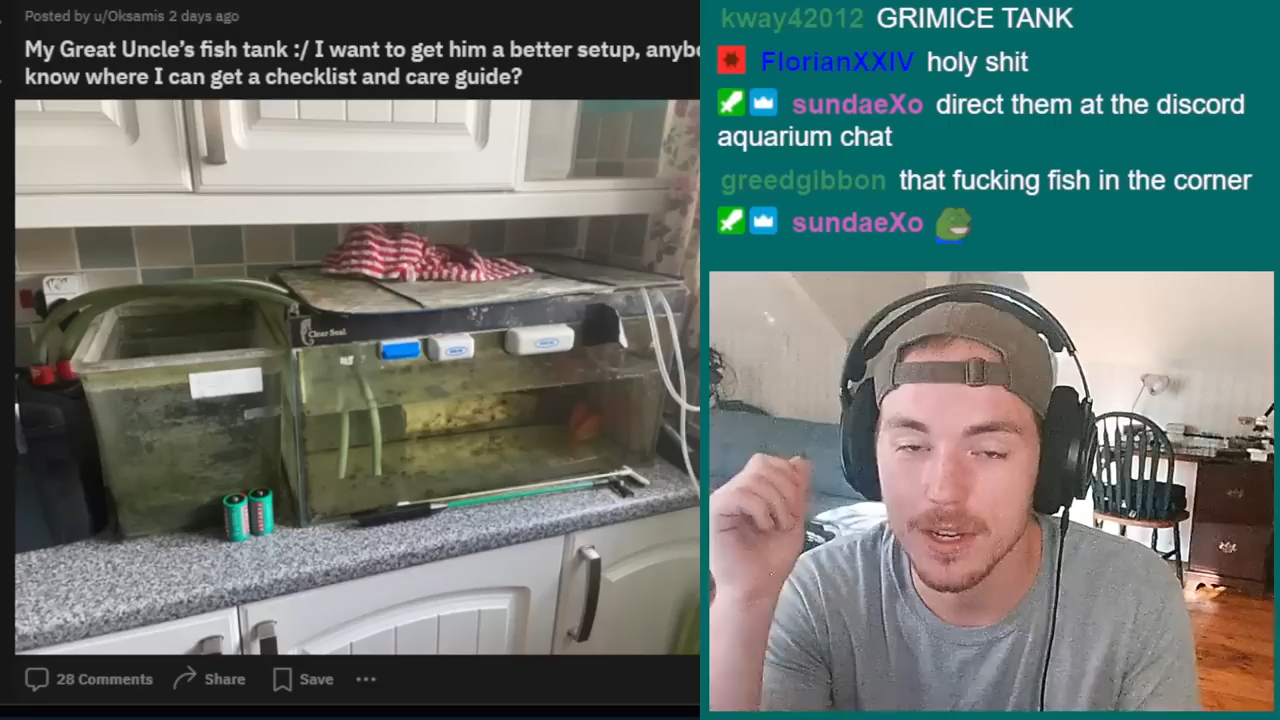 Posted by u/Oksamis 2 days ago
My Great Uncle's fish tank :/ I want to get him a better setup,
know where I can get a checklist and care guide?
Clear Seal
28 Comments Share Save
kway42012 GRIMICE TANK
FlorianXXIV holy shit
sundaeXo direct them at the discord
aquarium chat
greedgibbon that fucking fish in the corner
sundaeXo